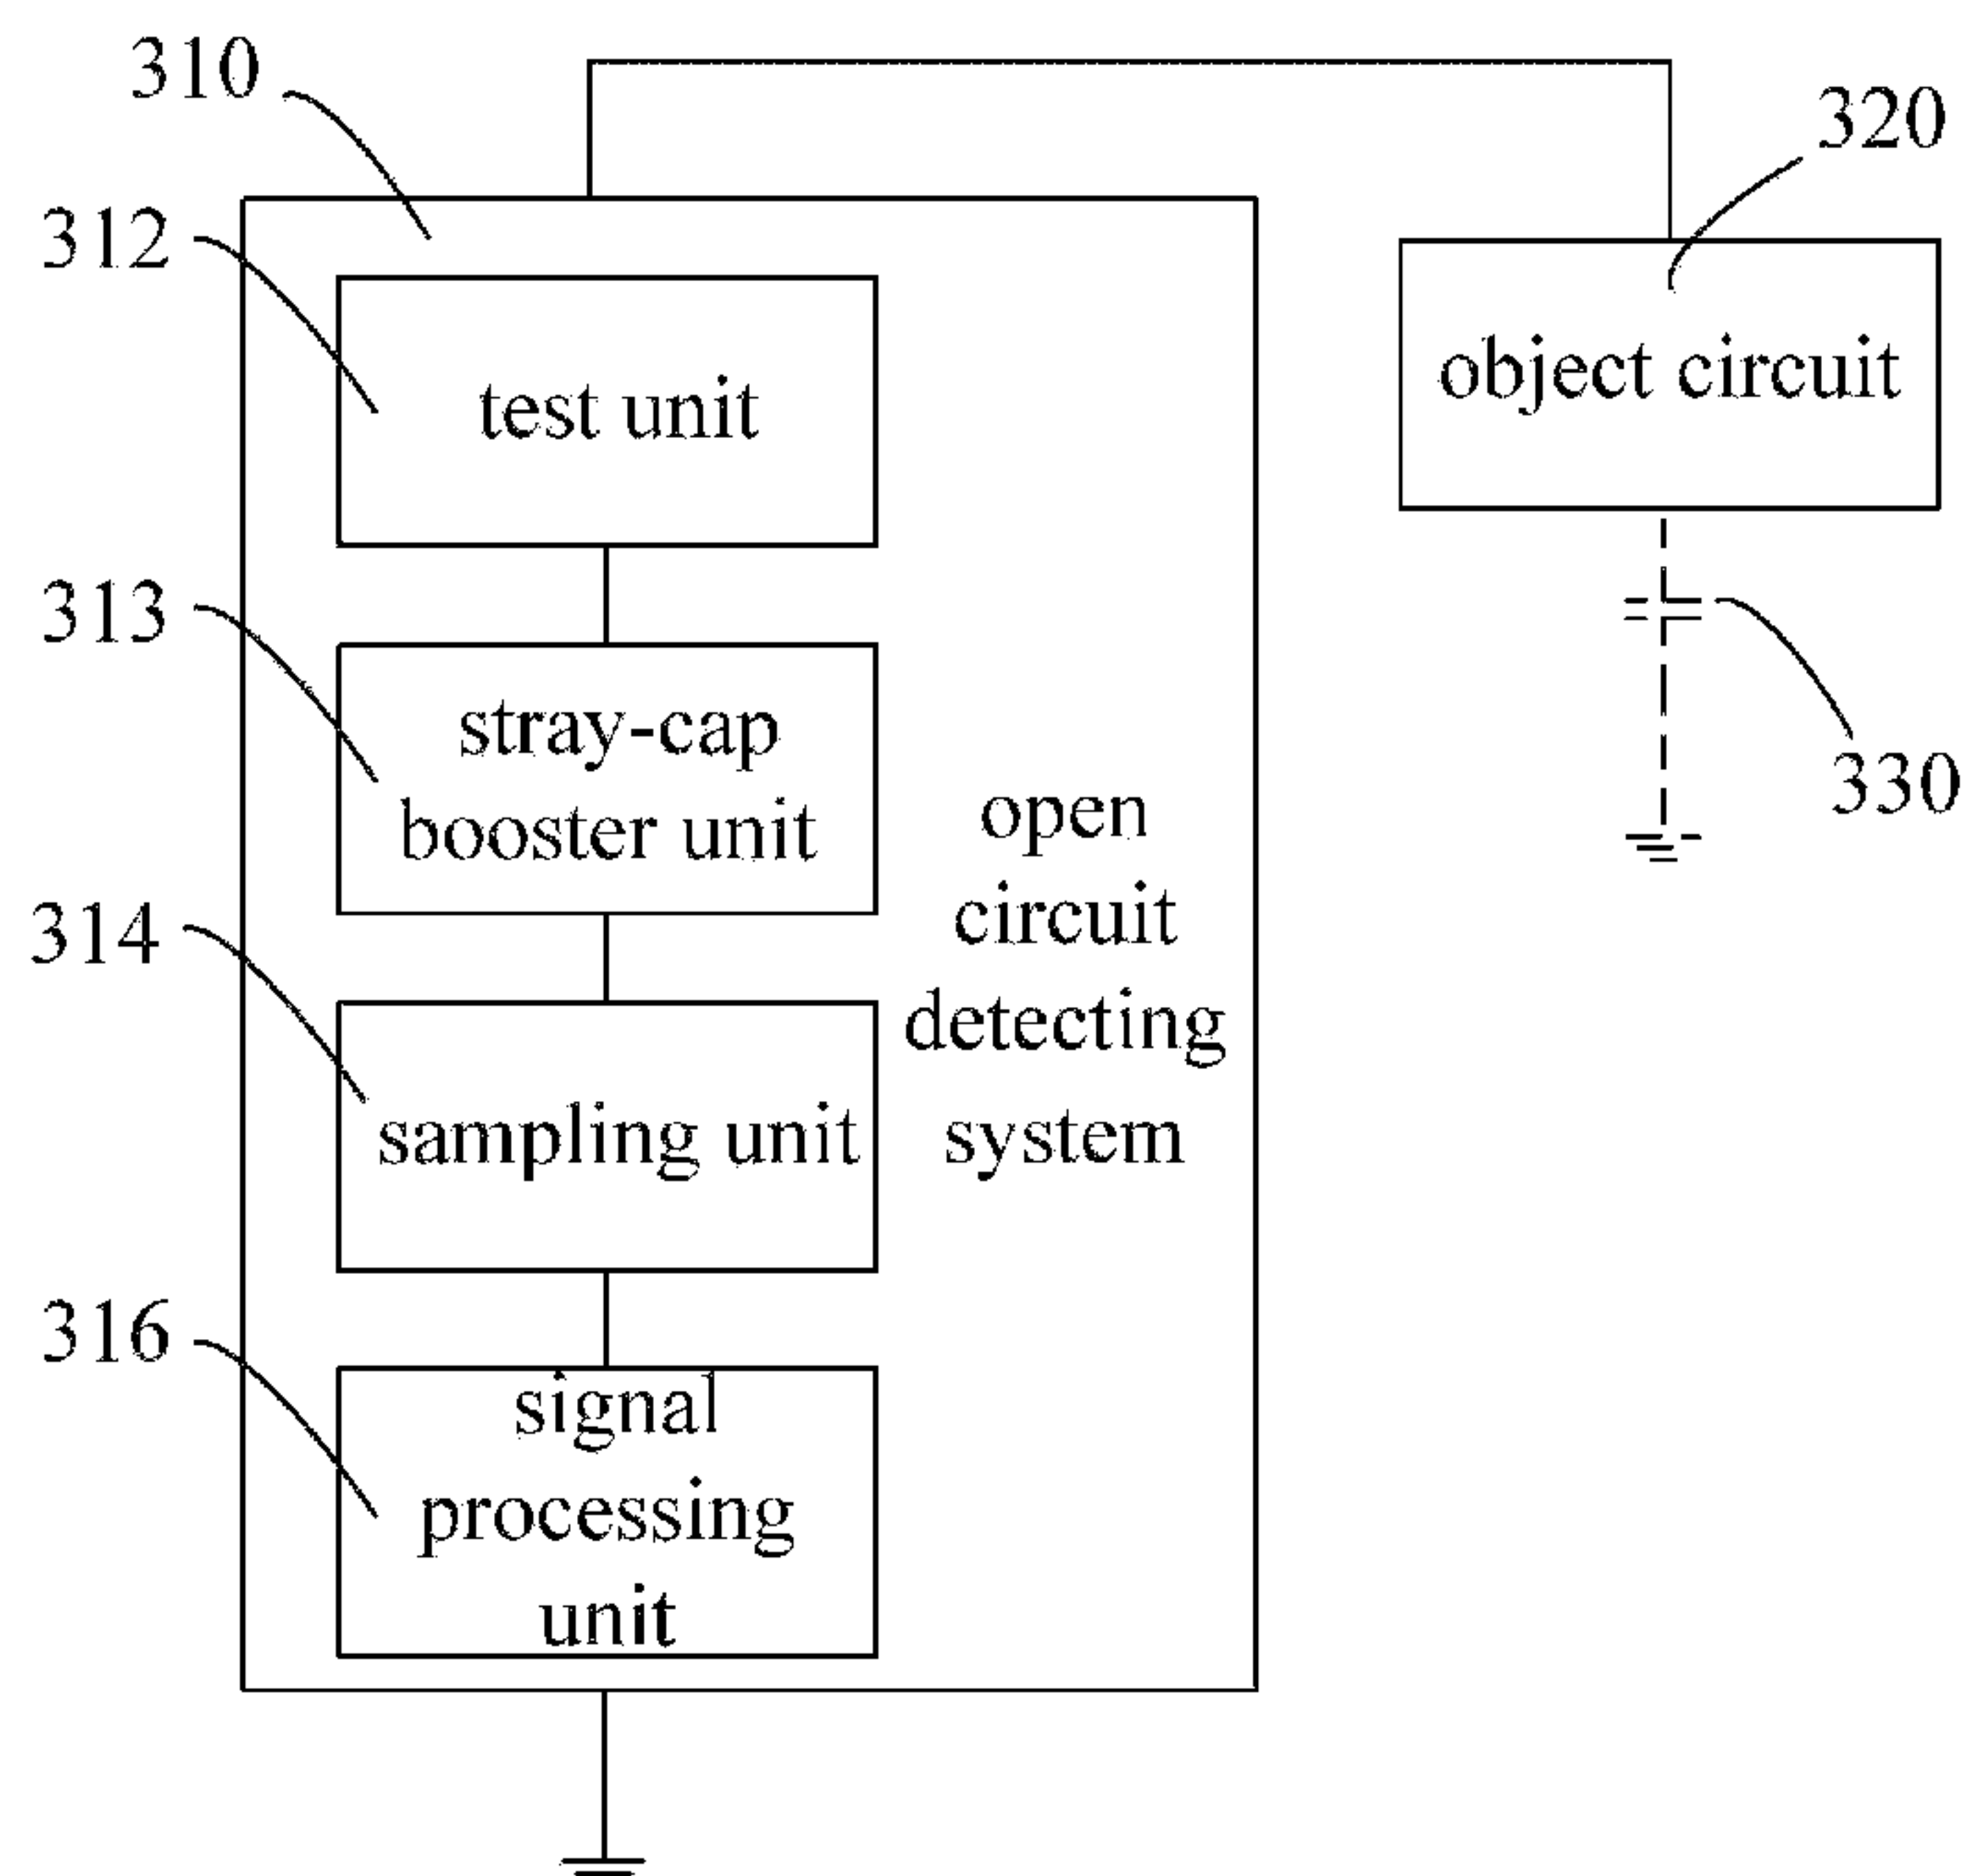 310
320
312
test unit
object circuit
313
stray-cap
booster unit
330
314
open
circuit
detecting
system
sampling unit
316
signal
processing
unit